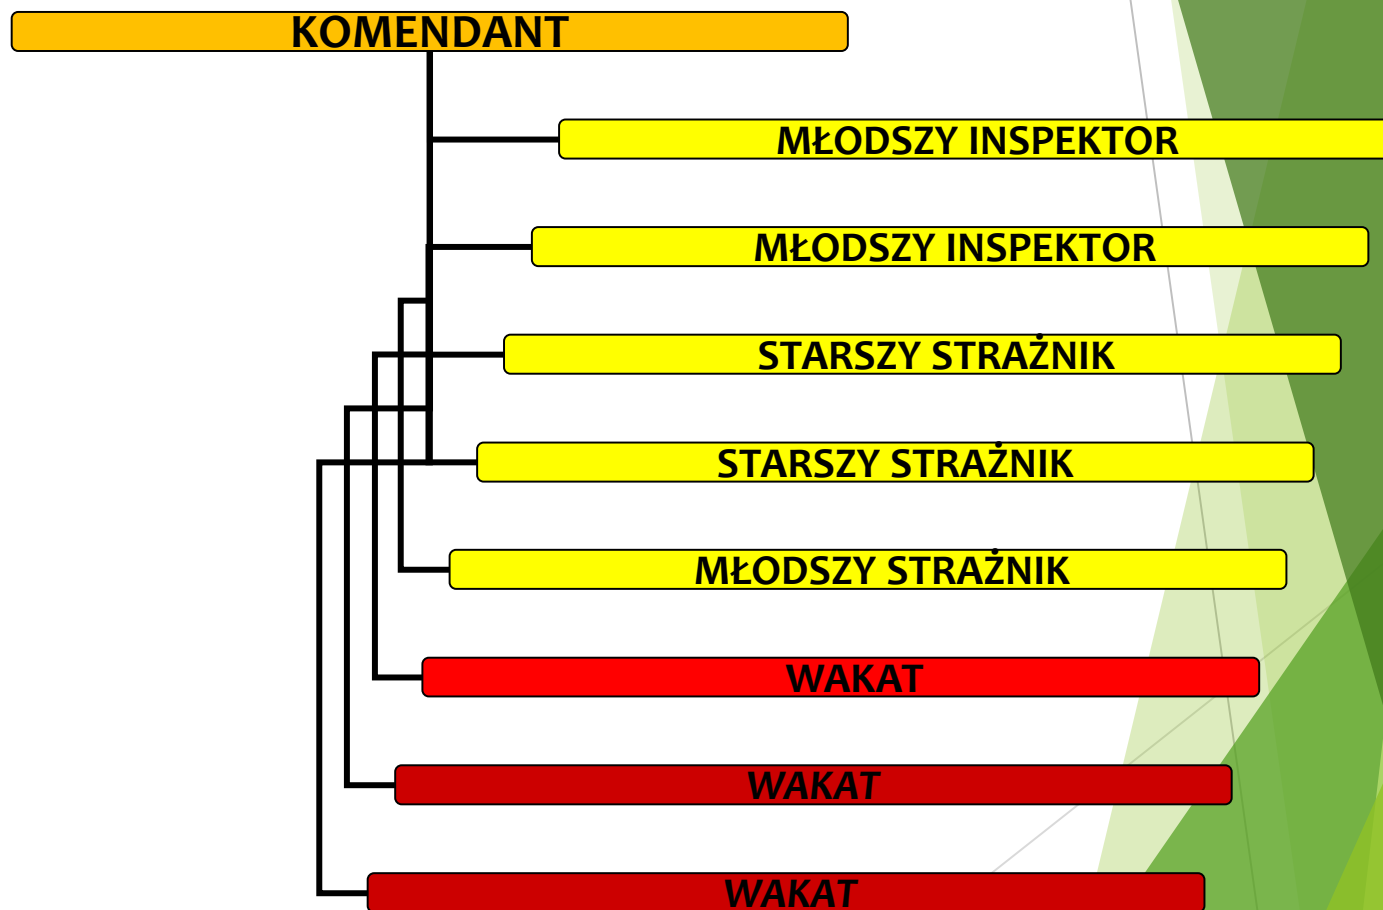 KOMENDANT
MŁODSZY INSPEKTOR
MŁODSZY INSPEKTOR
STARSZY STRAŻNIK
STARSZY STRAŻNIK
MŁODSZY STRAŻNIK
WAKAT
WAKAT
WAKAT